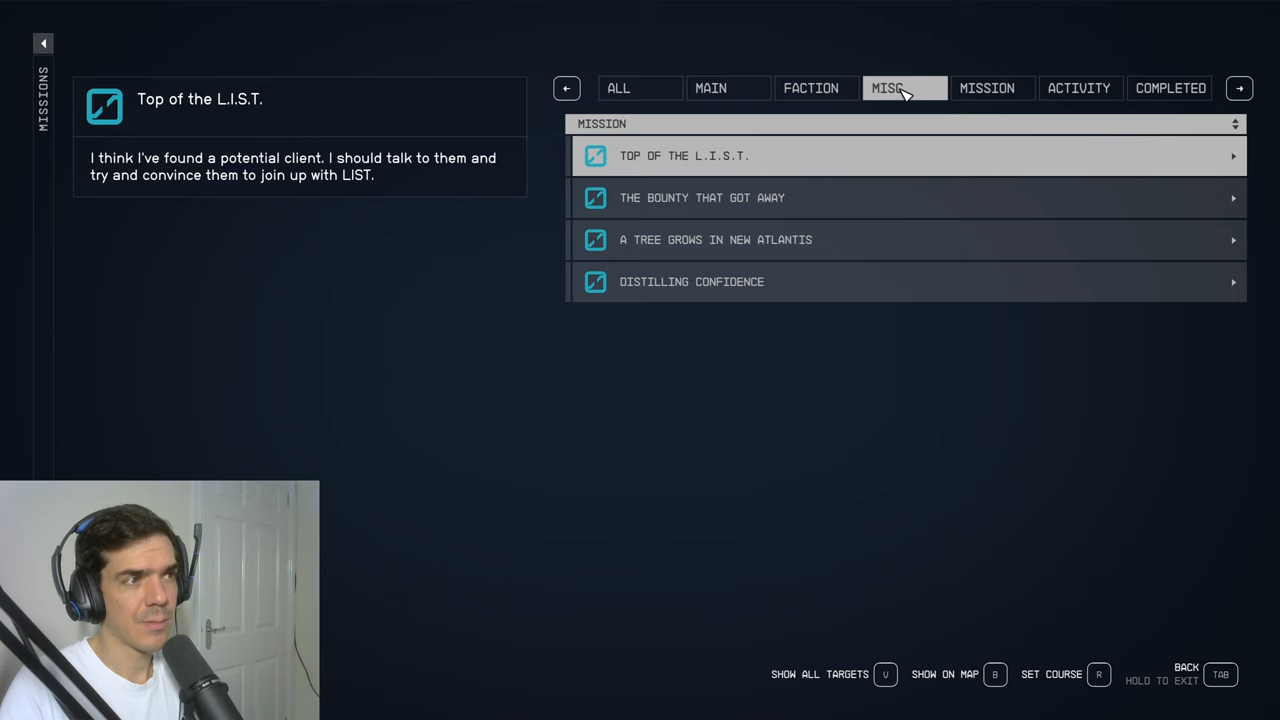 MISSIONS
Top of the L.I.S.T.
I think I've found a potential client. I should talk to them and
try and convince them to join up with LIST.
ALL MAIN FACTION MISC MISSION ACTIVITY COMPLETED
MISSION
TOP OF THE L.I.S.T.
THE BOUNTY THAT GOT AWAY
A TREE GROWS IN NEW ATLANTIS
DISTILLING CONFIDENCE
SHOW ALL TARGETS V SHOW ON MAP B SET COURSE R BACK
HOLD TO EXIT TAB